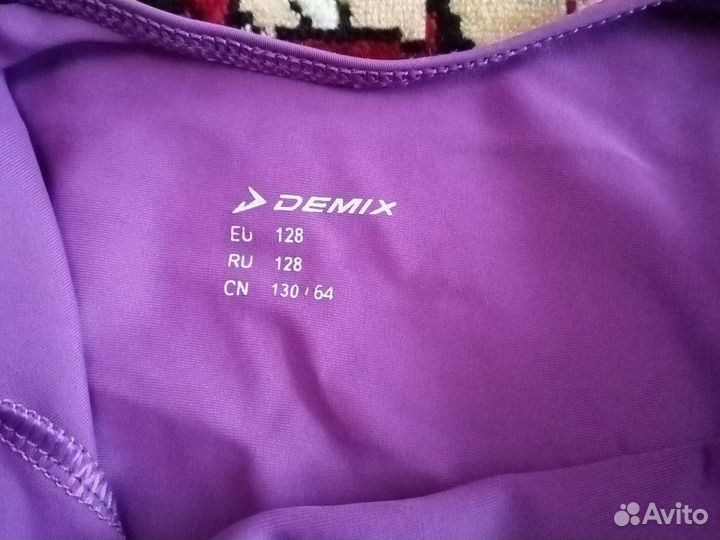 DEMIX
EU 128
RU 128
CN 130/64
Avito